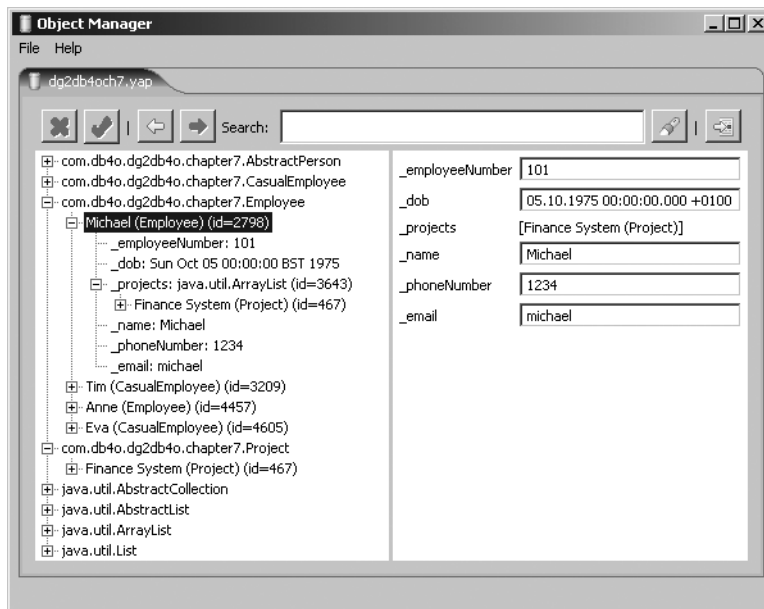 Object Manager
File Help
dg2db4och7.yap
Search:
com.db4o.dg2db4o.chapter7.AbstractPerson
com.db4o.dg2db4o.chapter7.CasualEmployee
com.db4o.dg2db4o.chapter7.Employee
Michael (Employee) (id=2798)
_employeeNumber: 101
_dob: Sun Oct 05 00:00:00 BST 1975
_projects: java.util.ArrayList (id=3643)
Finance System (Project) (id=467)
_name: Michael
_phoneNumber: 1234
_email: michael
Tim (CasualEmployee) (id=3209)
Anne (Employee) (id=4457)
Eva (CasualEmployee) (id=4605)
com.db4o.dg2db4o.chapter7.Project
Finance System (Project) (id=467)
java.util.AbstractCollection
java.util.AbstractList
java.util.ArrayList
java.util.List
_employeeNumber 101
_dob 05.10.1975 00:00:00.000 +0100
_projects [Finance System (Project)]
_name Michael
_phoneNumber 1234
_email michael